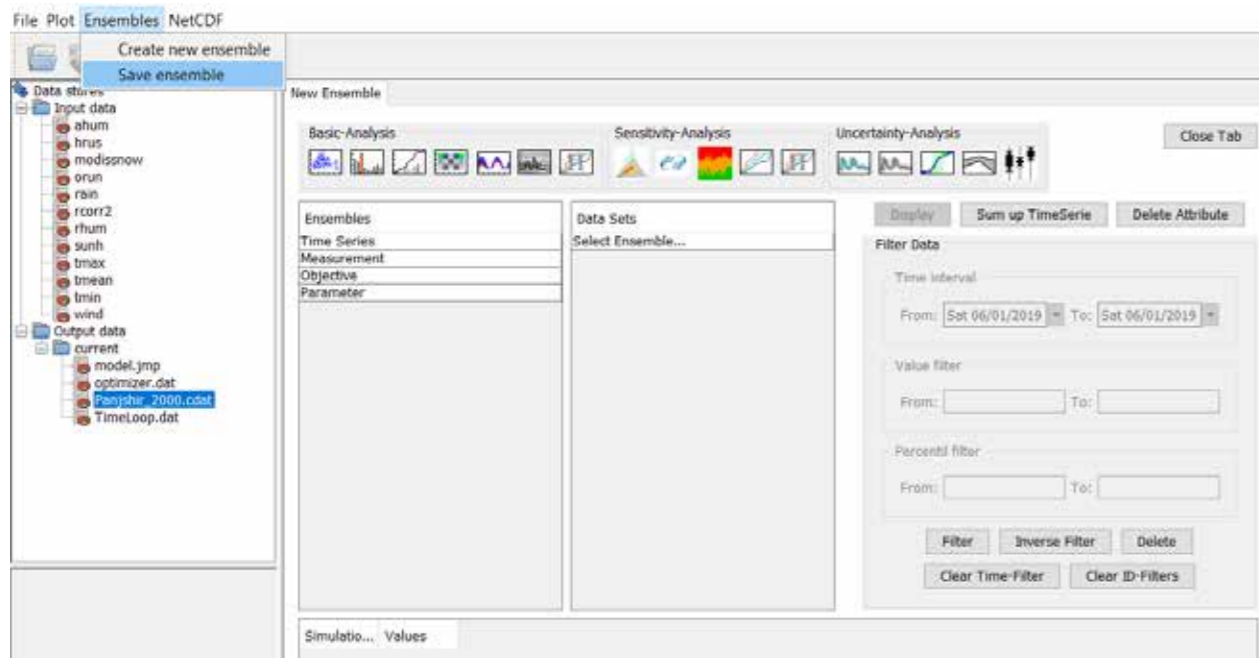 File Plot Ensembles NetCDF
Create new ensemble
Save ensemble
Data stores
Input data
ahum
hrus
modissnow
orun
rain
rcorr2
rhum
sunh
tmax
tmean
tmin
wind
Output data
current
model.jmp
optimizer.dat
Panjshir_2000.cdat
TimeLoop.dat
New Ensemble
Basic-Analysis Sensitivity-Analysis Uncertainty-Analysis Close Tab
Ensembles
Time Series
Measurement
Objective
Parameter
Data Sets
Select Ensemble...
Display Sum up TimeSerie Delete Attribute
Filter Data
Time interval
From: Sat 06/01/2019 To: Sat 06/01/2019
Value filter
From: To:
Percentil filter
From: To:
Filter Inverse Filter Delete
Clear Time-Filter Clear ID-Filters
Simulatio... Values